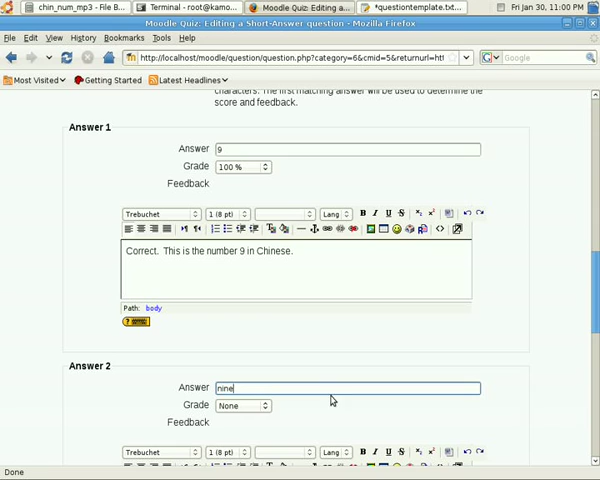 chin_num_mp3 - File B...
Terminal - root@kamo...
Moodle Quiz: Editing a...
*questiontemplate.txt...
Fri Jan 30, 11:00 PM
Moodle Quiz: Editing a Short-Answer question - Mozilla Firefox
File Edit View History Bookmarks Tools Help
http://localhost/moodle/question/question.php?category=6&cmid=5&returnurl=htt
Google
Most Visited
Getting Started
Latest Headlines
characters. The first matching answer will be used to determine the
score and feedback.
Answer 1
Answer 9
Grade 100 %
Feedback
Trebuchet 1 (8 pt) Lang B I U S
Correct. This is the number 9 in Chinese.
Path: body
Answer 2
Answer nine
Grade None
Feedback
Trebuchet 1 (8 pt) Lang B I U S
Done